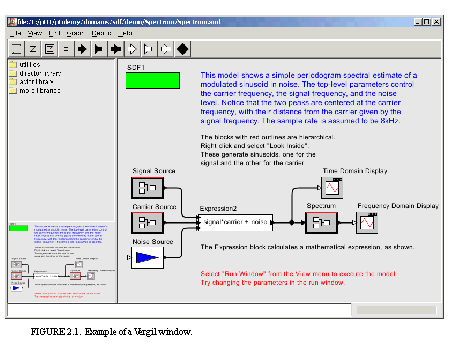 file:/c:/ptII/ptdemo/domains/sdf/demo/Spectrum/Spectrum.xml
File View Edit Graph Debug Help
utilities
director library
actor library
more libraries
SDF1
This model shows a simple periodogram spectral estimate of a
modulated sinusoid in noise. The top-level parameters control
the carrier frequency, the signal frequency, and the noise
level. Notice that the two peaks are centered at the carrier
frequency, with their distance from the carrier given by the
signal frequency. The sample rate is assumed to be 8kHz.
The blocks with red outlines are hierarchical.
Right click and select "Look Inside".
These generate sinusoids, one for the
signal and the other for the carrier
Signal Source
Time Domain Display
Carrier Source
Expression2
signal*carrier + noise
Spectrum
Frequency Domain Display
Noise Source
The Expression block calculates a mathematical expression, as shown.
Select "Run Window" from the View menu to execute the model
Try changing the parameters in the run window.
FIGURE 2.1. Example of a Vergil window.